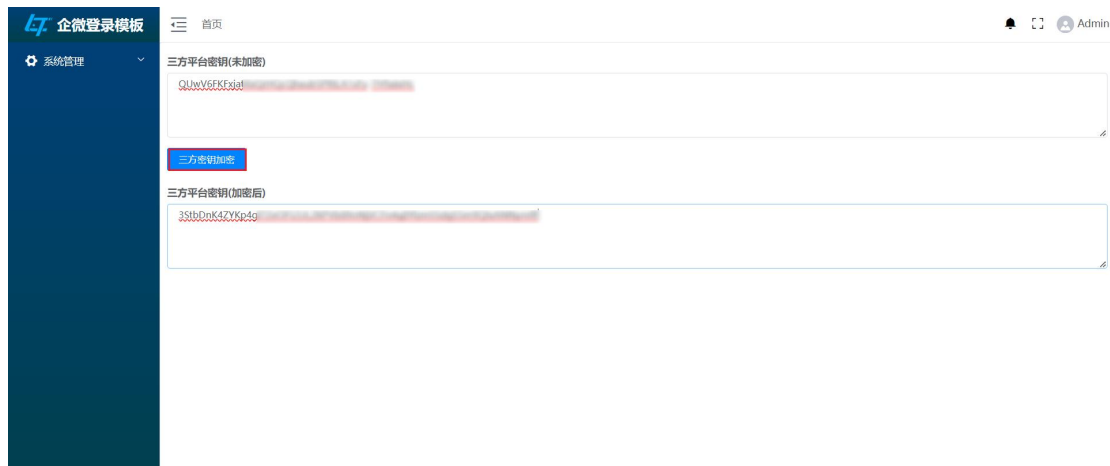 企微登录模板
首页
Admin
系统管理
三方平台密钥(未加密)
QUwV6FKFxjat
三方密钥加密
三方平台密钥(加密后)
3StbDnK4ZYKp4g